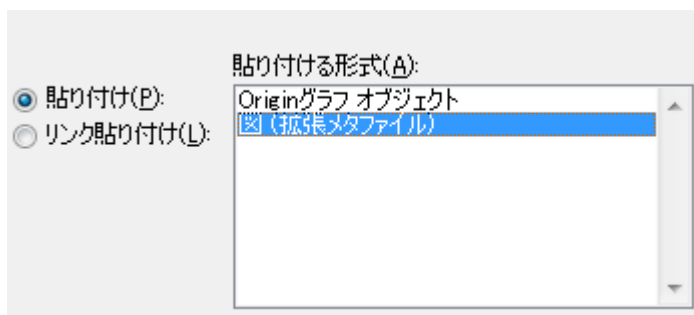 貼り付ける形式(A):
貼り付け(P):
Originグラフ オブジェクト
リンク貼り付け(L):
図 (拡張メタファイル)